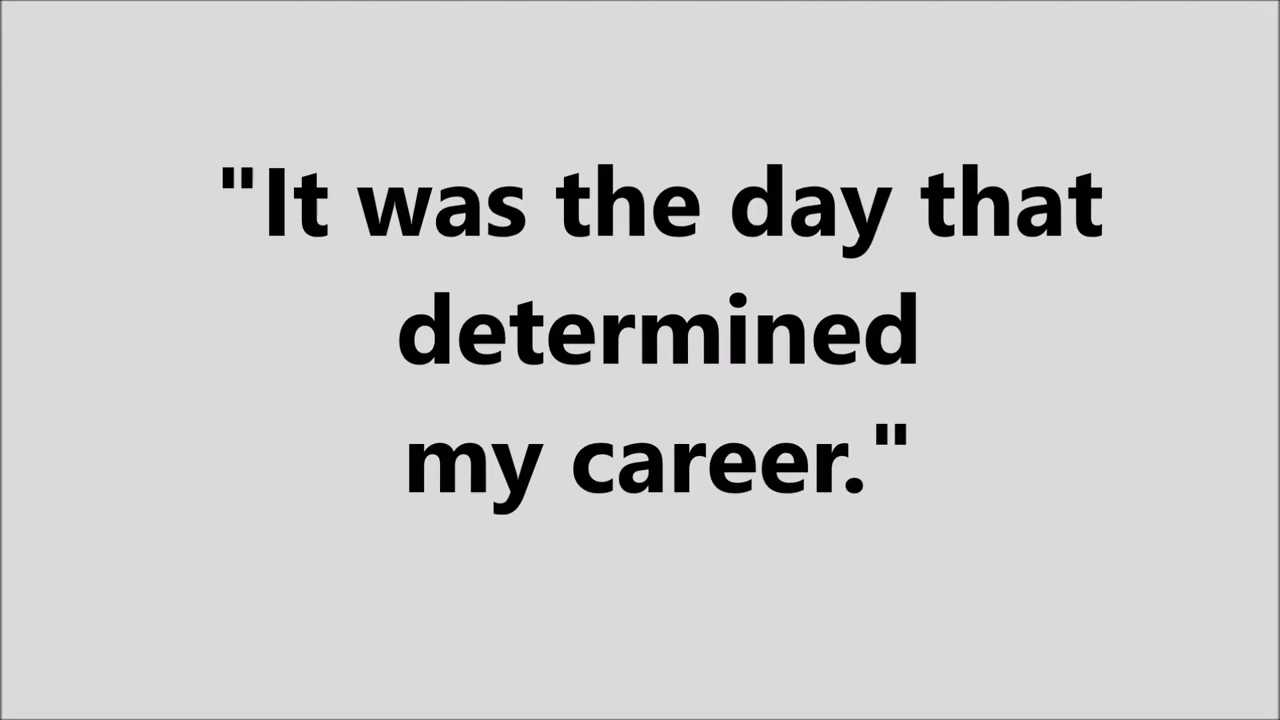 "It was the day that
determined
my career."